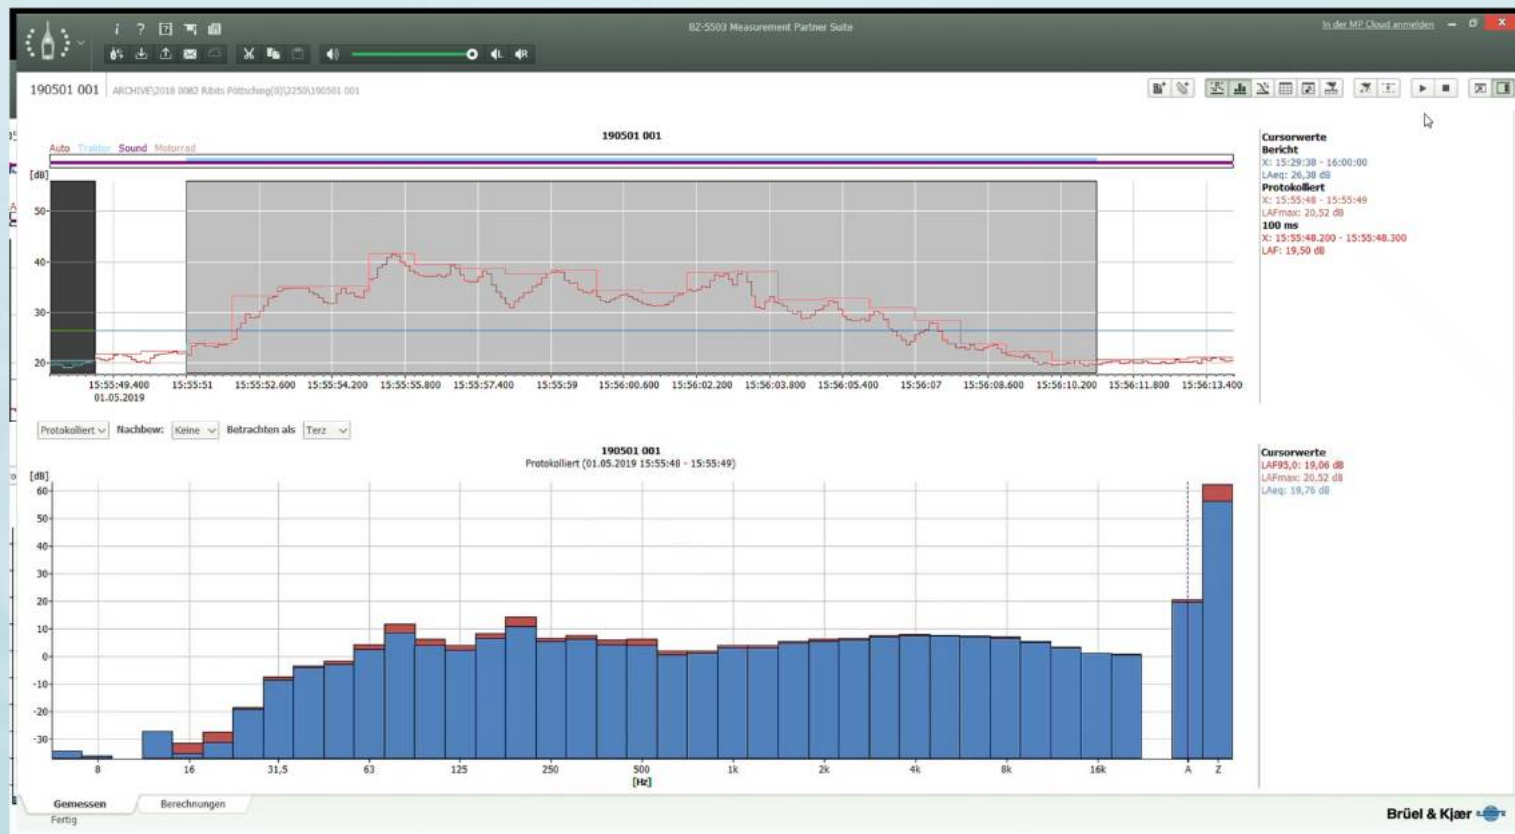 BZ-5503 Measurement Partner Suite
In der MP Cloud anmelden
190501 001
ARCHIVE\2018 0082 Ribits Pöttsching(0)\2250\190501 001
190501 001
Auto Traktor Sound Motorrad
[dB]
50
40
30
20
15:55:49.400 15:55:51 15:55:52.600 15:55:54.200 15:55:55.800 15:55:57.400 15:55:59 15:56:00.600 15:56:02.200 15:56:03.800 15:56:05.400 15:56:07 15:56:08.600 15:56:10.200 15:56:11.800 15:56:13.400
01.05.2019
Cursorwerte
Bericht
X: 15:29:38 - 16:00:00
LAeq: 26,38 dB
Protokolliert
X: 15:55:48 - 15:55:49
LAFmax: 20,52 dB
100 ms
X: 15:55:48.200 - 15:55:48.300
LAF: 19,50 dB
Protokolliert Nachbew: Keine Betrachten als Terz
190501 001
Protokolliert (01.05.2019 15:55:48 - 15:55:49)
[dB]
60
50
40
30
20
10
0
-10
-20
-30
8 16 31,5 63 125 250 500 1k 2k 4k 8k 16k A Z
[Hz]
Cursorwerte
LAF95,0: 19,06 dB
LAFmax: 20,52 dB
LAeq: 19,76 dB
Gemessen Berechnungen
Fertig
Brüel & Kjær